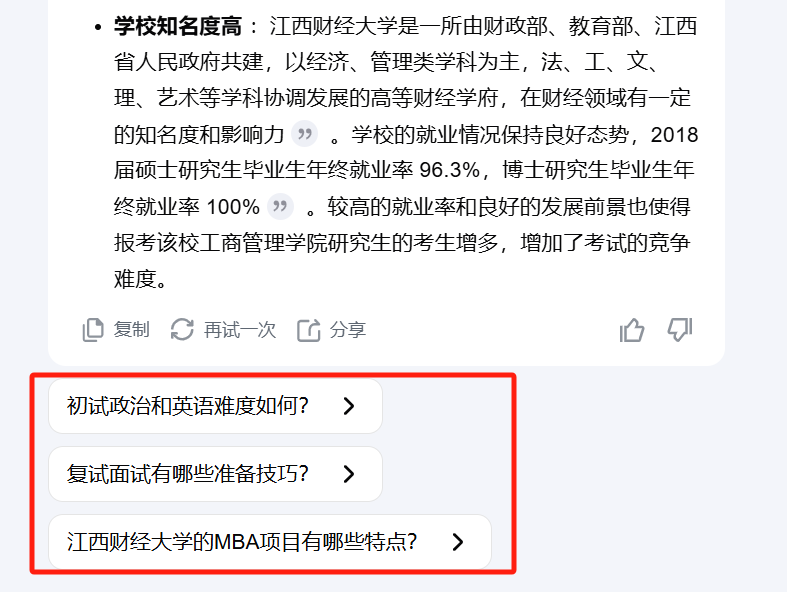 • 学校知名度高 ：江西财经大学是一所由财政部、教育部、江西
省人民政府共建，以经济、管理类学科为主，法、工、文、
理、艺术等学科协调发展的高等财经学府，在财经领域有一定
的知名度和影响力 ” 。学校的就业情况保持良好态势，2018
届硕士研究生毕业生年终就业率 96.3%，博士研究生毕业生年
终就业率 100% ” 。较高的就业率和良好的发展前景也使得
报考该校工商管理学院研究生的考生增多，增加了考试的竞争
难度。
复制 再试一次 分享
初试政治和英语难度如何?
复试面试有哪些准备技巧?
江西财经大学的MBA项目有哪些特点?